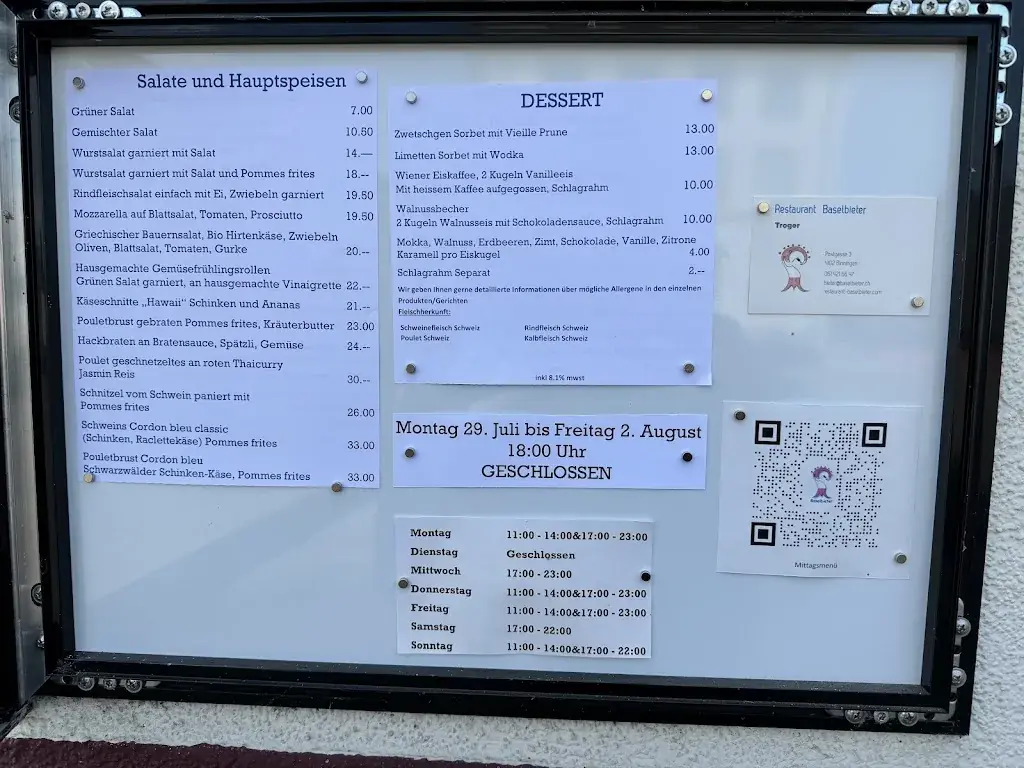 Salate und Hauptspeisen
Grüner Salat 7.00
Gemischter Salat 10.50
Wurstsalat garniert mit Salat 14.—
Wurstsalat garniert mit Salat und Pommes frites 18.--
Rindfleischsalat einfach mit Ei, Zwiebeln garniert 19.50
Mozzarella auf Blattsalat, Tomaten, Prosciutto 19.50
Griechischer Bauernsalat, Bio Hirtenkäse, Zwiebeln
Oliven, Blattsalat, Tomaten, Gurke 20.--
Hausgemachte Gemüsefrühlingsrollen
Grünen Salat garniert, an hausgemachte Vinaigrette 22.--
Käseschnitte „Hawaii“ Schinken und Ananas 21.--
Pouletbrust gebraten Pommes frites, Kräuterbutter 23.00
Hackbraten an Bratensauce, Spätzli, Gemüse 24.--
Poulet geschnetzeltes an roten Thaicurry
Jasmin Reis 30.--
Schnitzel vom Schwein paniert mit
Pommes frites 26.00
Schweins Cordon bleu classic
(Schinken, Raclettekäse) Pommes frites 33.00
Pouletbrust Cordon bleu
Schwarzwälder Schinken-Käse, Pommes frites 33.00
DESSERT
Zwetschgen Sorbet mit Vieille Prune 13.00
Limetten Sorbet mit Wodka 13.00
Wiener Eiskaffee, 2 Kugeln Vanilleeis
Mit heissem Kaffee aufgegossen, Schlagrahm 10.00
Walnussbecher
2 Kugeln Walnusseis mit Schokoladensauce, Schlagrahm 10.00
Mokka, Walnuss, Erdbeeren, Zimt, Schokolade, Vanille, Zitrone
Karamell pro Eiskugel 4.00
Schlagrahm Separat 2.--
Wir geben Ihnen gerne detaillierte Informationen über mögliche Allergene in den einzelnen
Produkten/Gerichten
Fleischherkunft:
Schweinefleisch Schweiz Rindfleisch Schweiz
Poulet Schweiz Kalbfleisch Schweiz
inkl 8.1% mwst
Montag 29. Juli bis Freitag 2. August
18:00 Uhr
GESCHLOSSEN
Montag 11:00 - 14:00&17:00 - 23:00
Dienstag Geschlossen
Mittwoch 17:00 - 23:00
Donnerstag 11:00 - 14:00&17:00 - 23:00
Freitag 11:00 - 14:00&17:00 - 23:00
Samstag 17:00 - 22:00
Sonntag 11:00 - 14:00&17:00 - 22:00
Restaurant Baselbieter
Troger
Baselbieter
Mittagsmenü